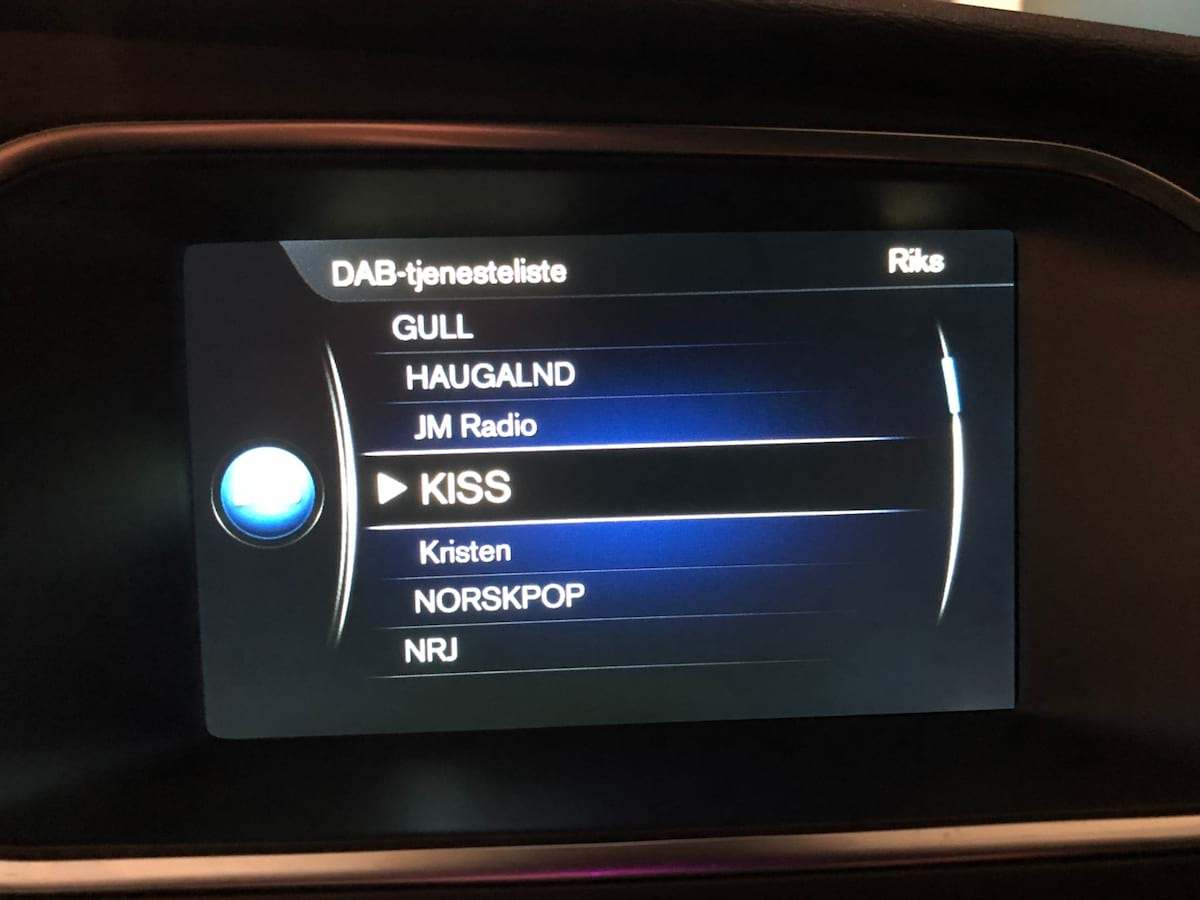 DAB-tjenesteliste Riks
GULL
HAUGALND
JM Radio
KISS
Kristen
NORSKPOP
NRJ